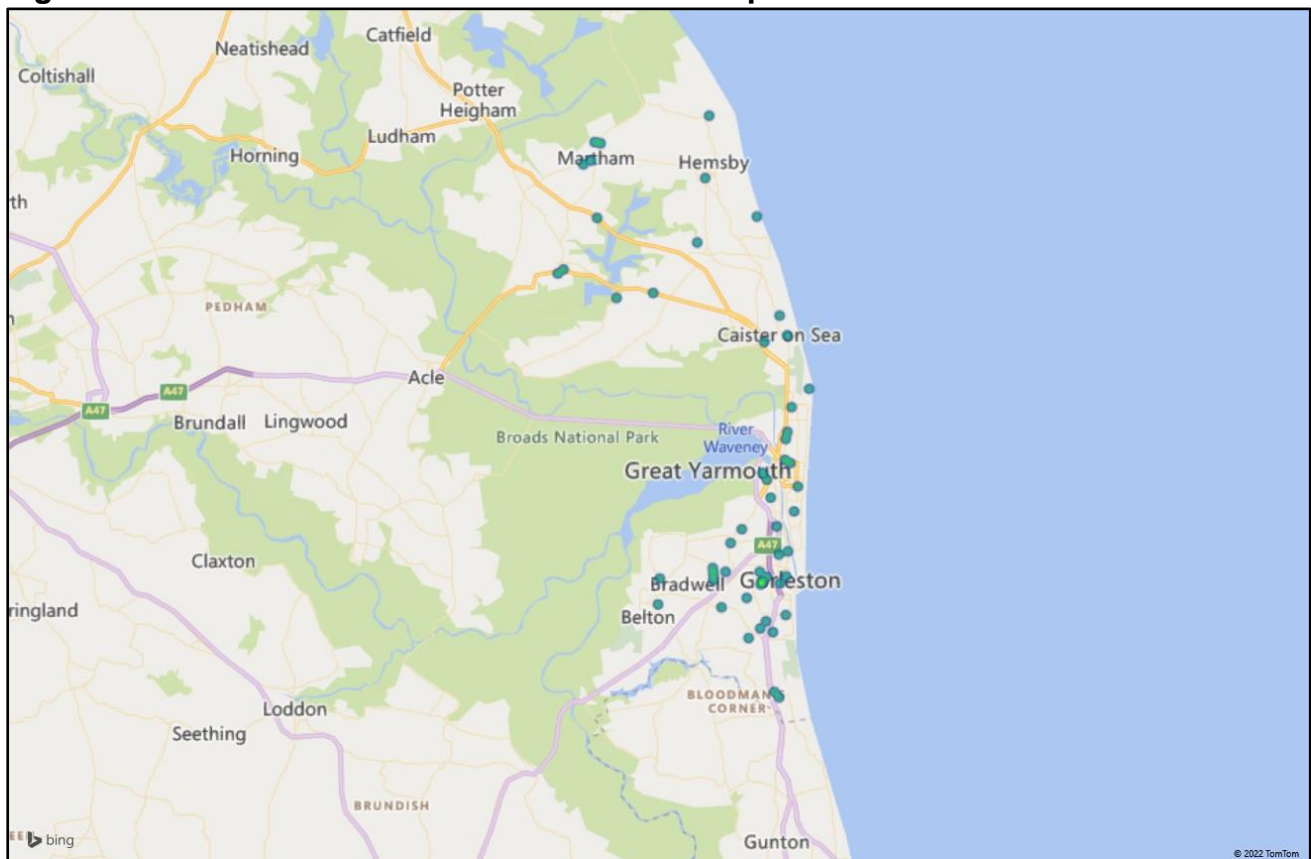 Catfield
Neatishead
Coltishall
Potter
Heigham
Ludham
Horning
Martham
Hemsby
th
PEDHAM
Caister on Sea
Acle
A47
A47
Brundall
Lingwood
River
Waveney
Broads National Park
Great Yarmouth
A47
Claxton
Bradwell
Gorleston
ringland
Belton
BLOODMAN'S
CORNER
Loddon
Seething
BRUNDISH
bing
Gunton
© 2022 TomTom